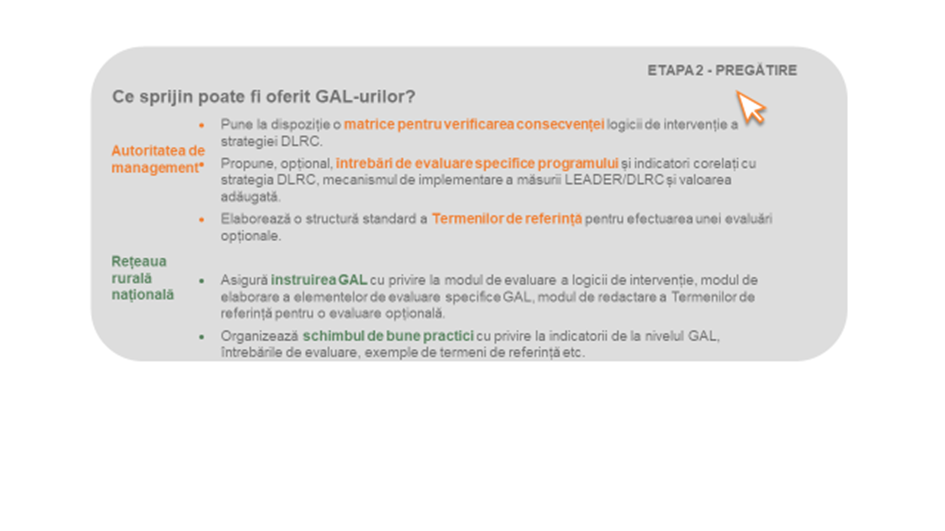 ETAPA 2 - PREGĂTIRE
Ce sprijin poate fi oferit GAL-urilor?
Autoritatea de
management
• Pune la dispoziție o matrice pentru verificarea consecvenței logicii de intervenție a
strategiei DLRC.
• Propune, opțional, întrebări de evaluare specifice programului și indicatori corelați cu
strategia DLRC, mecanismul de implementare a măsurii LEADER/DLRC și valoarea
adăugată.
• Elaborează o structură standard a Termenilor de referință pentru efectuarea unei evaluări
opționale.
Rețeaua
rurală
națională
• Asigură instruirea GAL cu privire la modul de evaluare a logicii de intervenție, modul de
elaborare a elementelor de evaluare specifice GAL, modul de redactare a Termenilor de
referință pentru o evaluare opțională.
• Organizează schimbul de bune practici cu privire la indicatorii de la nivelul GAL,
întrebările de evaluare, exemple de termeni de referință etc.